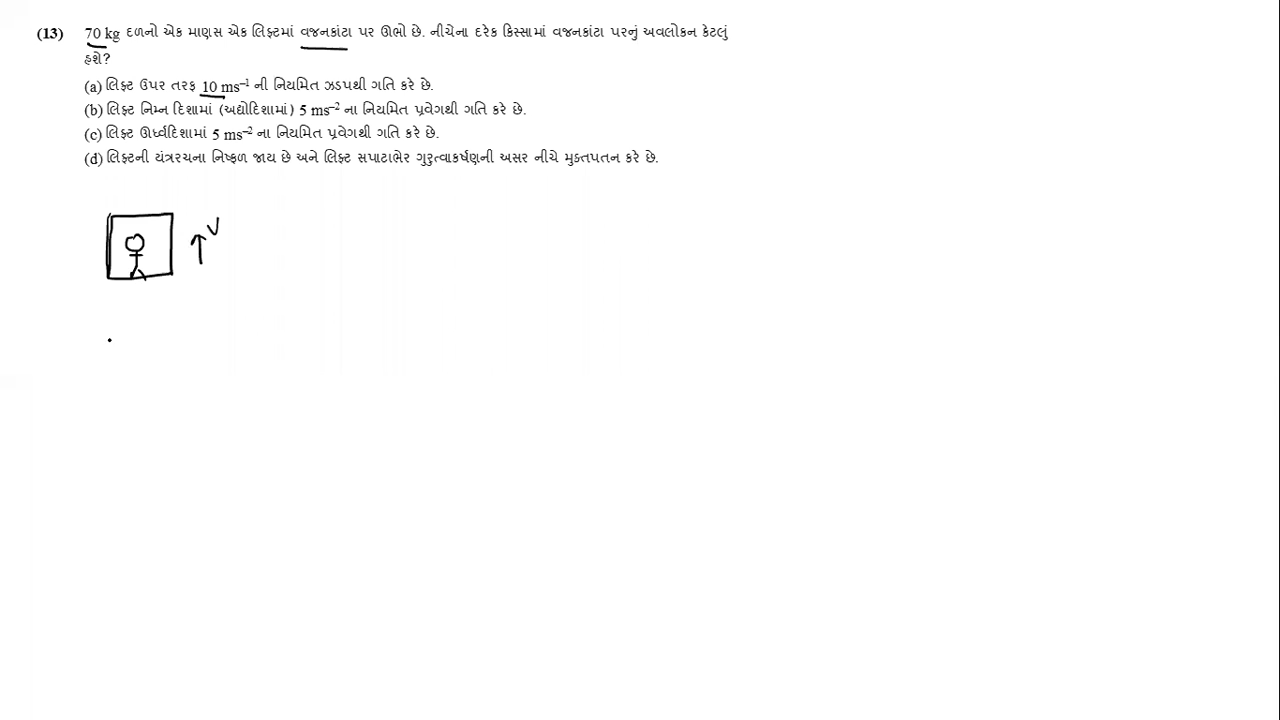 (13) 70 kg દળનો એક માણસ એક લિફ્ટમાં વજનકાંટા પર ઊભો છે. નીચેના દરેક કિસ્સામાં વજનકાંટા પરનું અવલોકન કેટલું
હશે?
(a) લિફ્ટ ઉપર તરફ 10 ms⁻¹ ની નિયમિત ઝડપથી ગતિ કરે છે.
(b) લિફ્ટ નિમ્ન દિશામાં (અધોદિશામાં) 5 ms⁻² ના નિયમિત પ્રવેગથી ગતિ કરે છે.
(c) લિફ્ટ ઊર્ધ્વદિશામાં 5 ms⁻² ના નિયમિત પ્રવેગથી ગતિ કરે છે.
(d) લિફ્ટની યંત્રરચના નિષ્ફળ જાય છે અને લિફ્ટ સપાટાભેર ગુરુત્વાકર્ષણની અસર નીચે મુક્તપતન કરે છે.
v